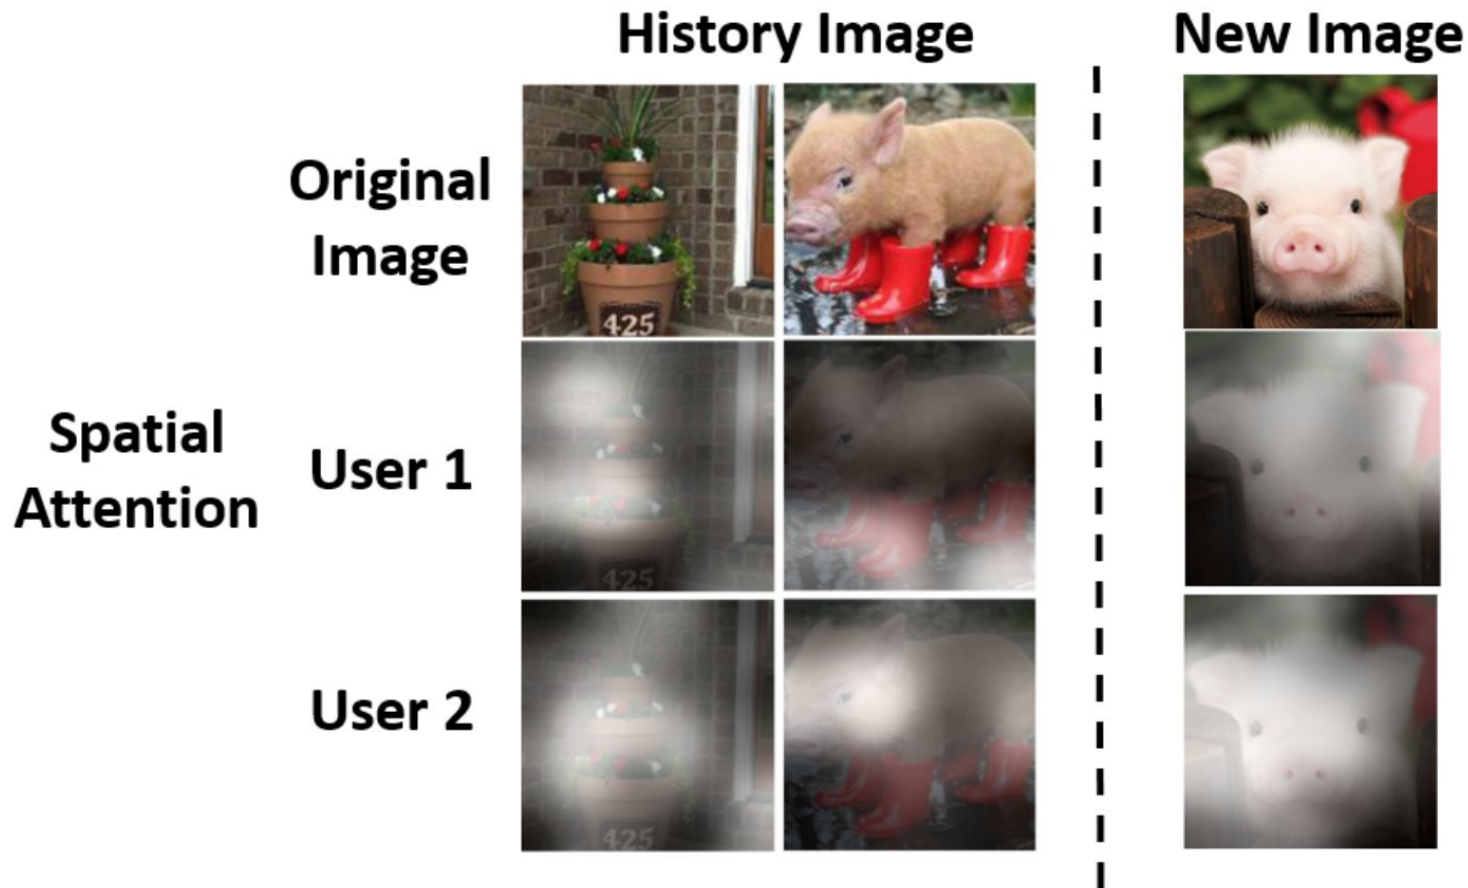 History Image
New Image
Original
Image
425
Spatial
Attention
User 1
425
User 2
425